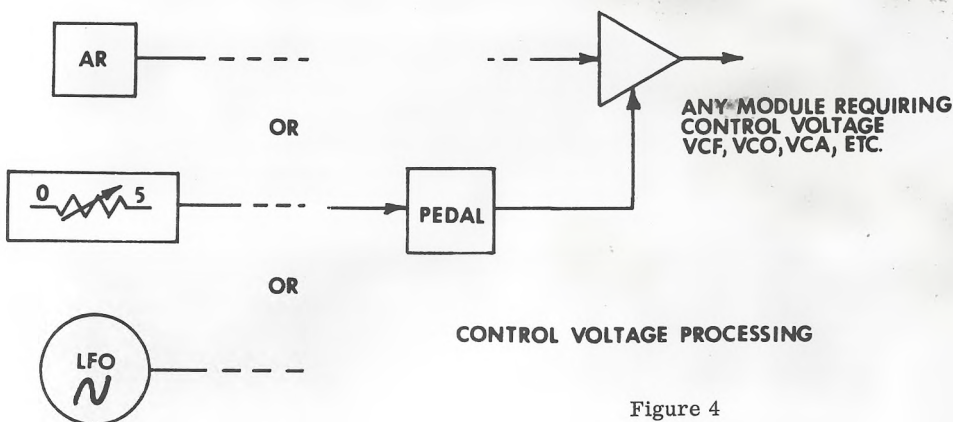 AR
OR
ANY MODULE REQUIRING
CONTROL VOLTAGE
VCF, VCO, VCA, ETC.
0 5
PEDAL
OR
CONTROL VOLTAGE PROCESSING
LFO
Figure 4